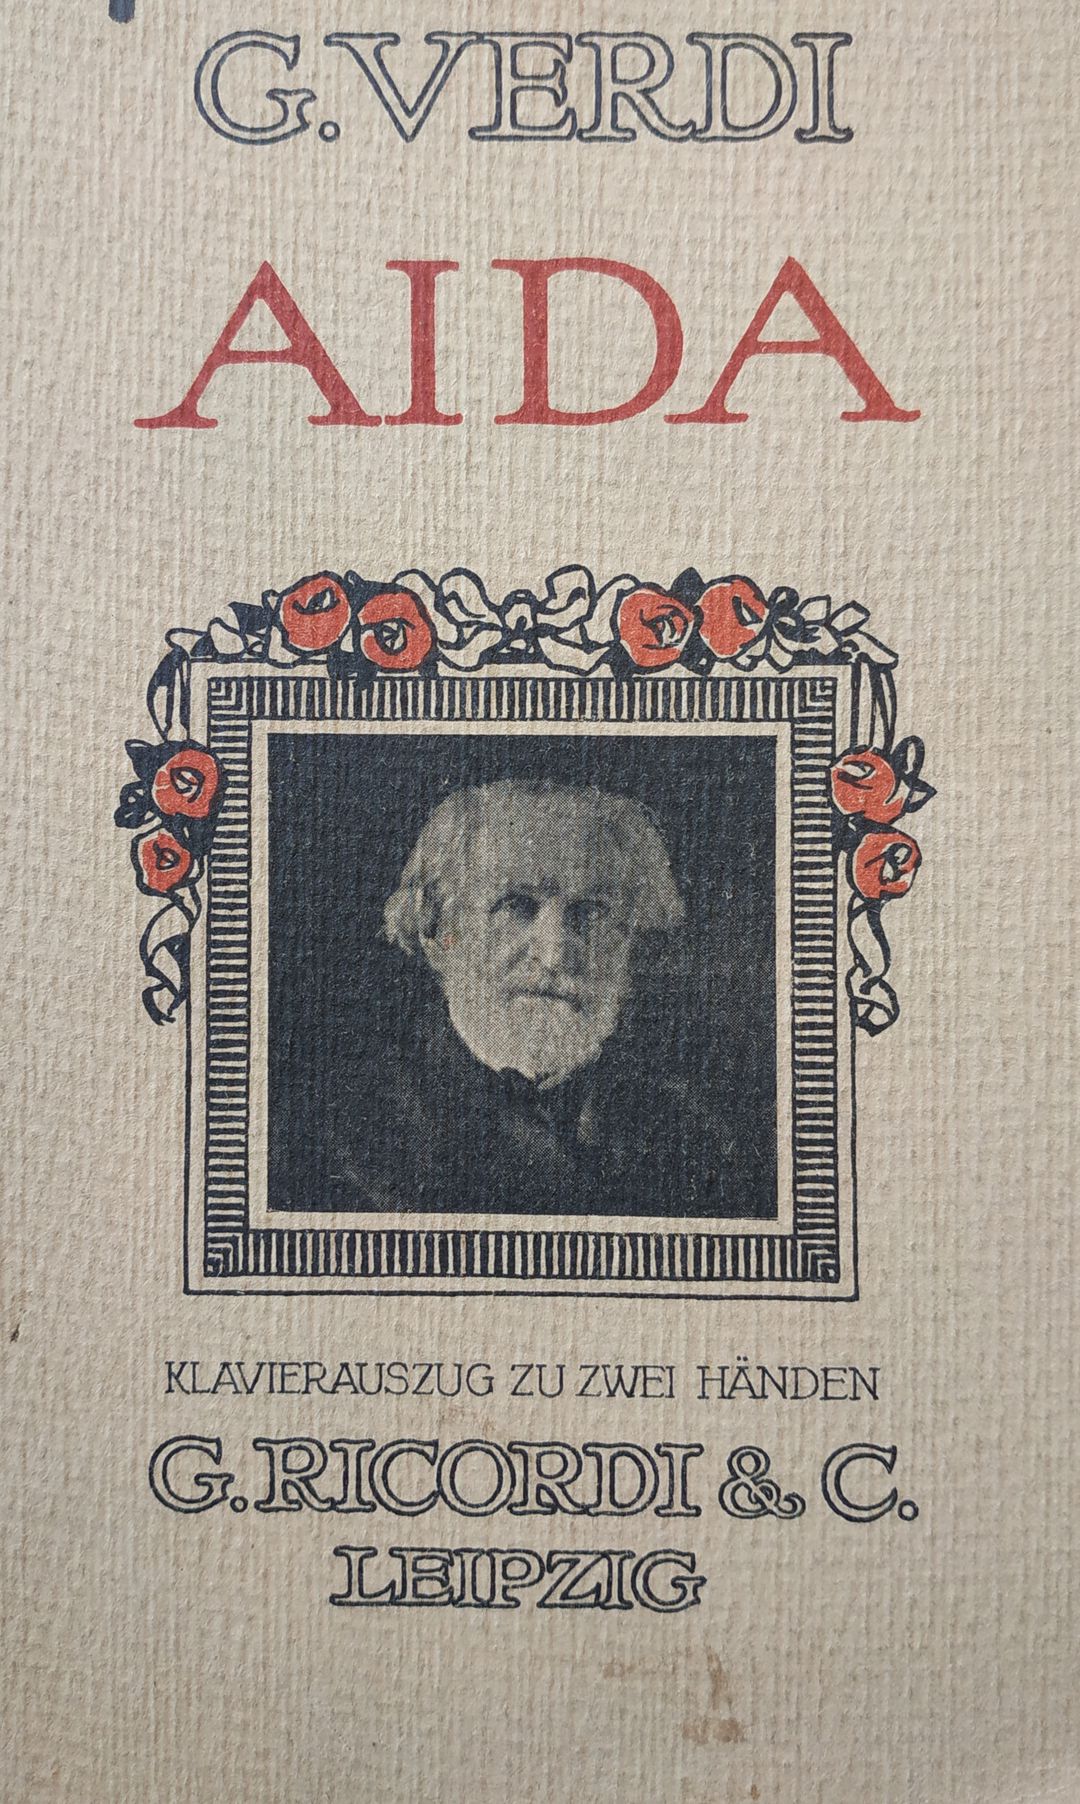 G. VERDI
AIDA
KLAVIERAUSZUG ZU ZWEI HÄNDEN
G. RICORDI & C.
LEIPZIG